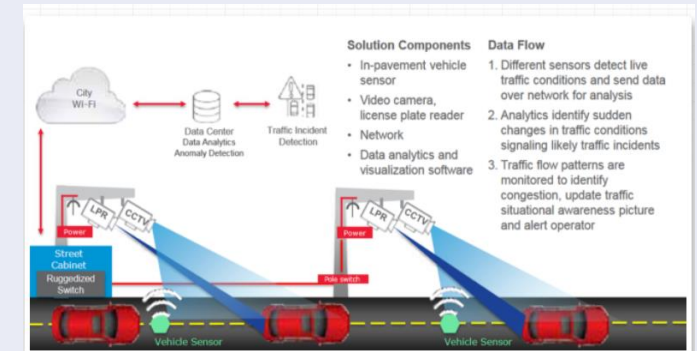 Solution Components
• In-pavement vehicle
sensor
• Video camera,
license plate reader
• Network
• Data analytics and
visualization software
Data Flow
1. Different sensors detect live
traffic conditions and send data
over network for analysis
2. Analytics identify sudden
changes in traffic conditions
signaling likely traffic incidents
3. Traffic flow patterns are
monitored to identify
congestion, update traffic
situational awareness picture
and alert operator
City
Wi-Fi
Data Center
Data Analytics
Anomaly Detection
Traffic Incident
Detection
LPR
CCTV
Power
Street
Cabinet
Ruggedized
Switch
LPR
CCTV
Power
Pole switch
Vehicle Sensor
Vehicle Sensor